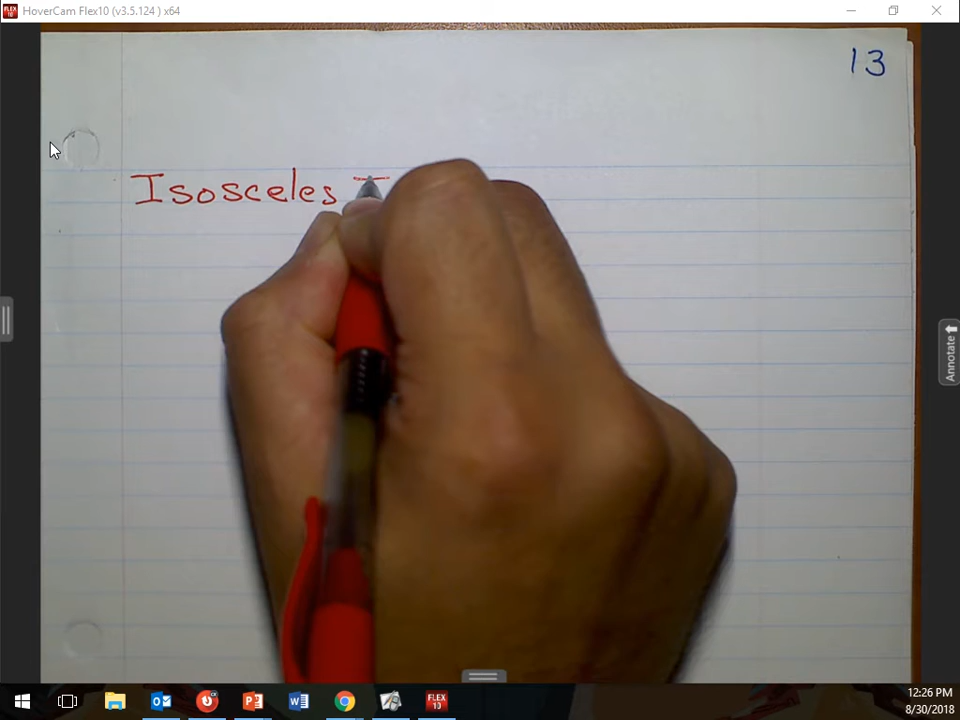 HoverCam Flex10 (v3.5.124 ) x64
13
Isosceles
Annotate
12:26 PM
8/30/2018